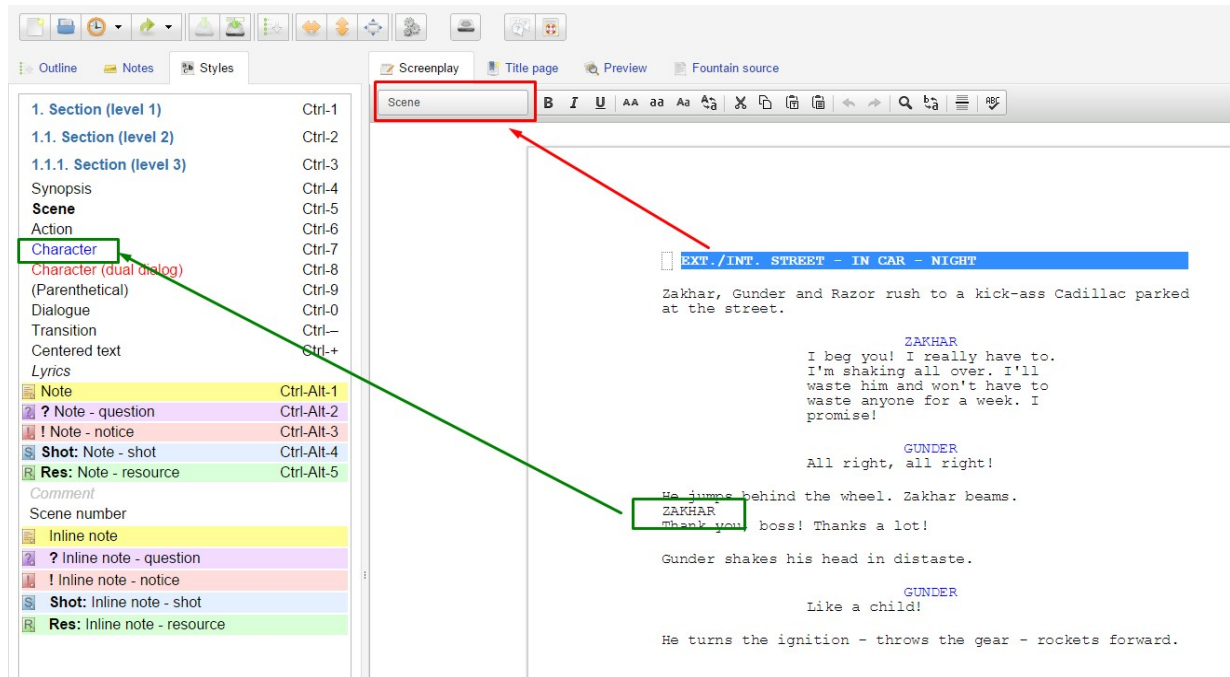 Outline Notes Styles
1. Section (level 1) Ctrl-1
1.1. Section (level 2) Ctrl-2
1.1.1. Section (level 3) Ctrl-3
Synopsis Ctrl-4
Scene Ctrl-5
Action Ctrl-6
Character Ctrl-7
Character (dual dialog) Ctrl-8
(Parenthetical) Ctrl-9
Dialogue Ctrl-0
Transition Ctrl-–
Centered text Ctrl-+
Lyrics
Note Ctrl-Alt-1
? Note - question Ctrl-Alt-2
! Note - notice Ctrl-Alt-3
S Shot: Note - shot Ctrl-Alt-4
R Res: Note - resource Ctrl-Alt-5
Comment
Scene number
Inline note
? Inline note - question
! Inline note - notice
S Shot: Inline note - shot
R Res: Inline note - resource
Screenplay Title page Preview Fountain source
Scene B I U AA aa Aa ABC
EXT./INT. STREET - IN CAR - NIGHT
Zakhar, Gunder and Razor rush to a kick-ass Cadillac parked
at the street.
ZAKHAR
I beg you! I really have to.
I'm shaking all over. I'll
waste him and won't have to
waste anyone for a week. I
promise!
GUNDER
All right, all right!
He jumps behind the wheel. Zakhar beams.
ZAKHAR
Thank you, boss! Thanks a lot!
Gunder shakes his head in distaste.
GUNDER
Like a child!
He turns the ignition - throws the gear - rockets forward.